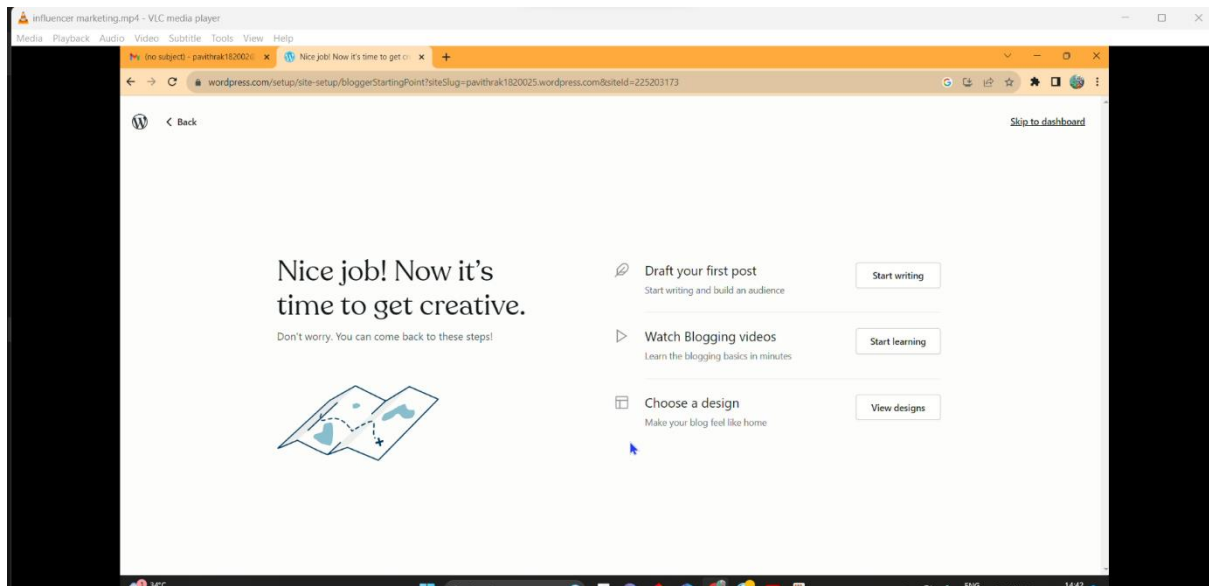 influencer marketing.mp4 - VLC media player
Media Playback Audio Video Subtitle Tools View Help
(no subject) - pavithrak182002
Nice job! Now it's time to get cr
wordpress.com/setup/site-setup/bloggerStartingPoint?siteSlug=pavithrak1820025.wordpress.com&siteId=225203173
Back
Skip to dashboard
Nice job! Now it's
time to get creative.
Don't worry. You can come back to these steps!
Draft your first post
Start writing and build an audience
Start writing
Watch Blogging videos
Learn the blogging basics in minutes
Start learning
Choose a design
Make your blog feel like home
View designs